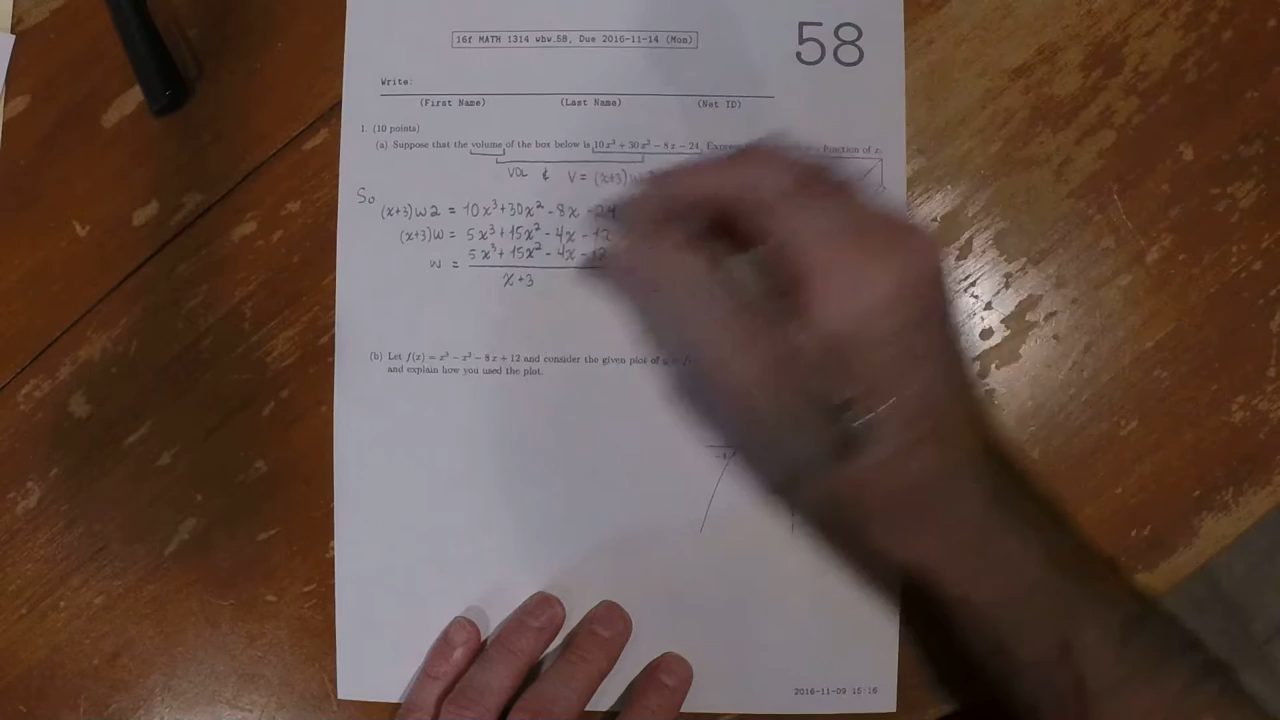 16f MATH 1314 whw.58, Due 2016-11-14 (Mon)
58
Write:
(First Name) (Last Name) (Net ID)
1. (10 points)
(a) Suppose that the volume of the box below is 10x³ + 30x² − 8x − 24. Express function of x.
VOL & V = (x+3)w
So
(x+3)w2 = 10x³+30x² - 8x - 24
(x+3)w = 5x³+15x² - 4x - 12
5x³+15x² - 4x - 12
w =
x+3
(b) Let f(x) = x³ − x² − 8x + 12 and consider the given plot of
and explain how you used the plot.
2016-11-09 15:16